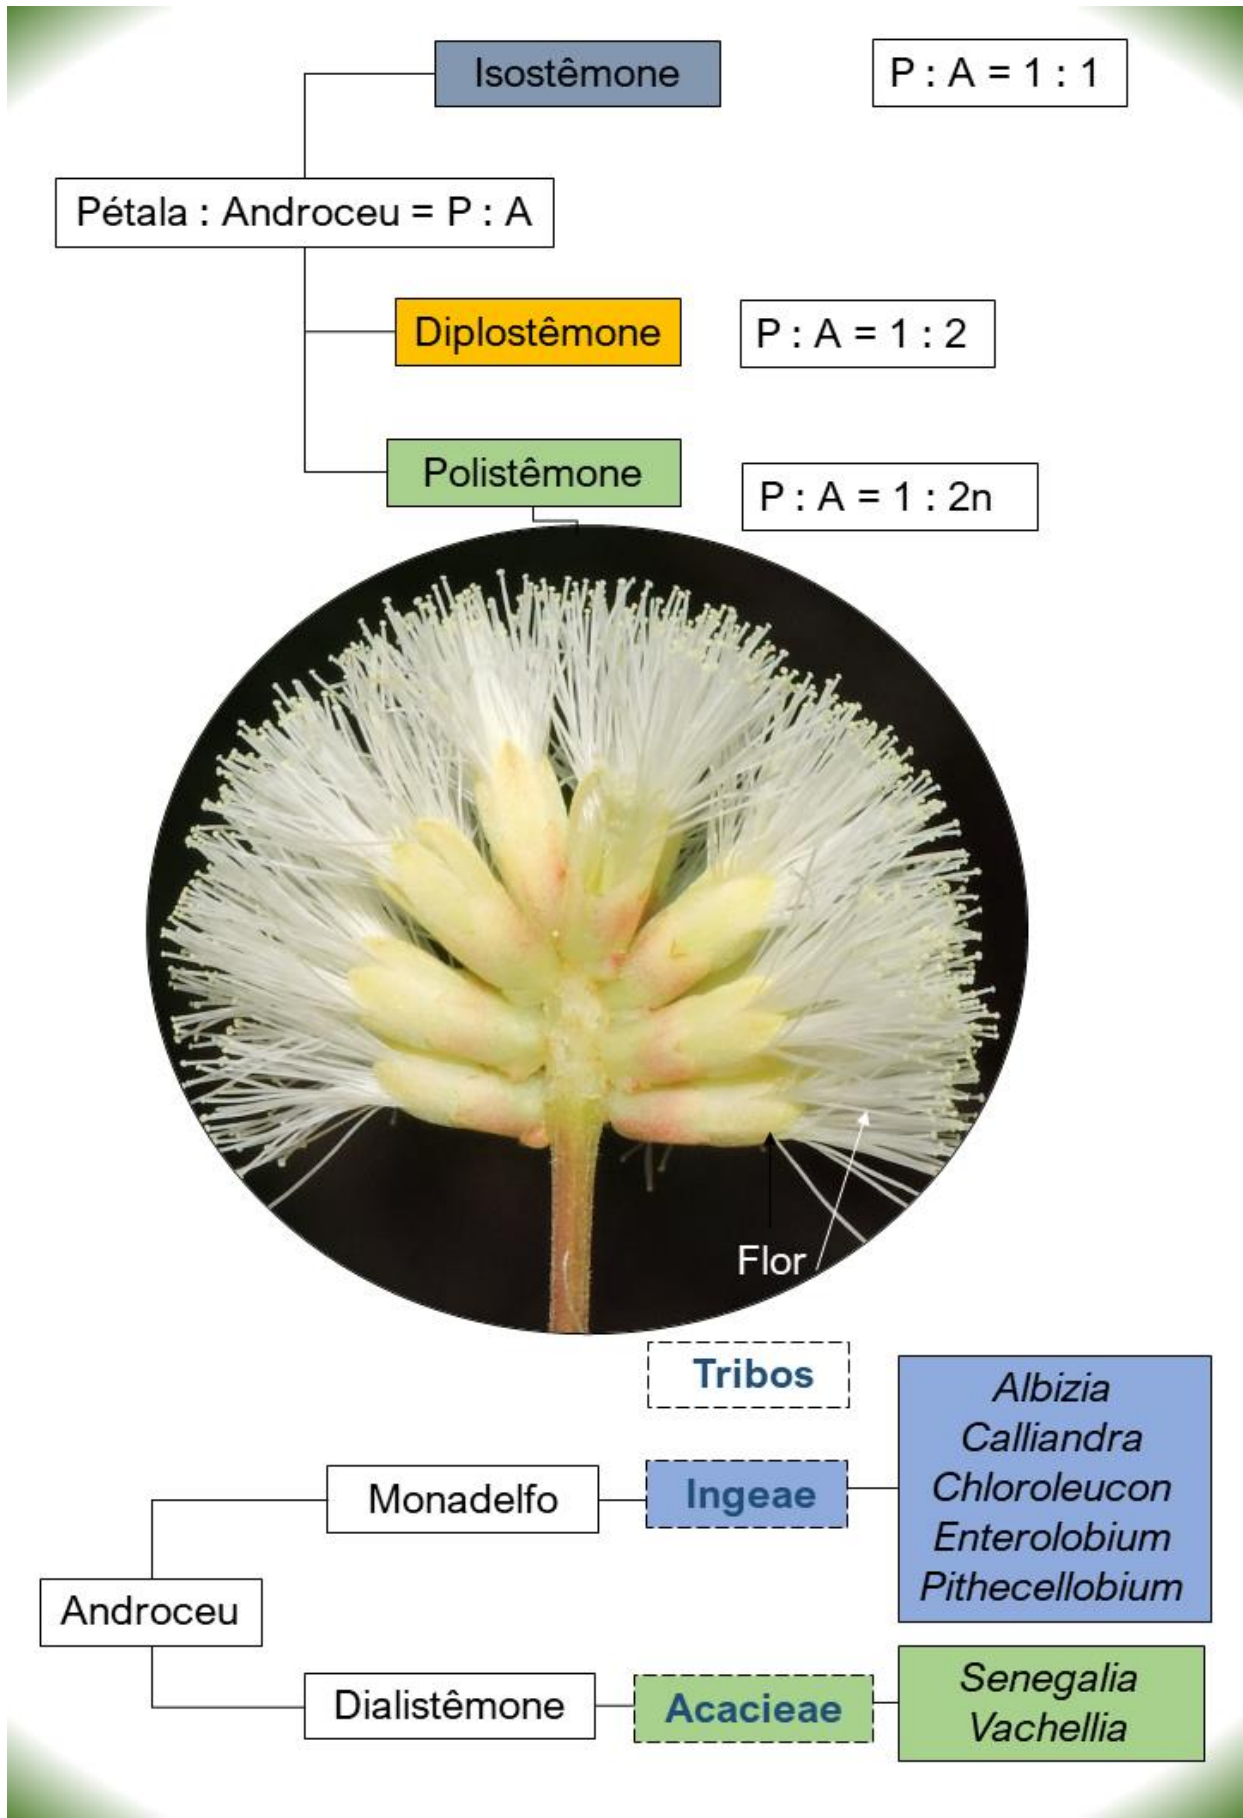 Isostêmone
P : A = 1 : 1
Pétala : Androceu = P : A
Diplostêmone
P : A = 1 : 2
Polistêmone
P : A = 1 : 2n
Flor
Tribos
Albizia
Calliandra
Chloroleucon
Enterolobium
Pithecellobium
Monadelfo
Ingeae
Androceu
Dialistêmone
Acacieae
Senegalia
Vachellia